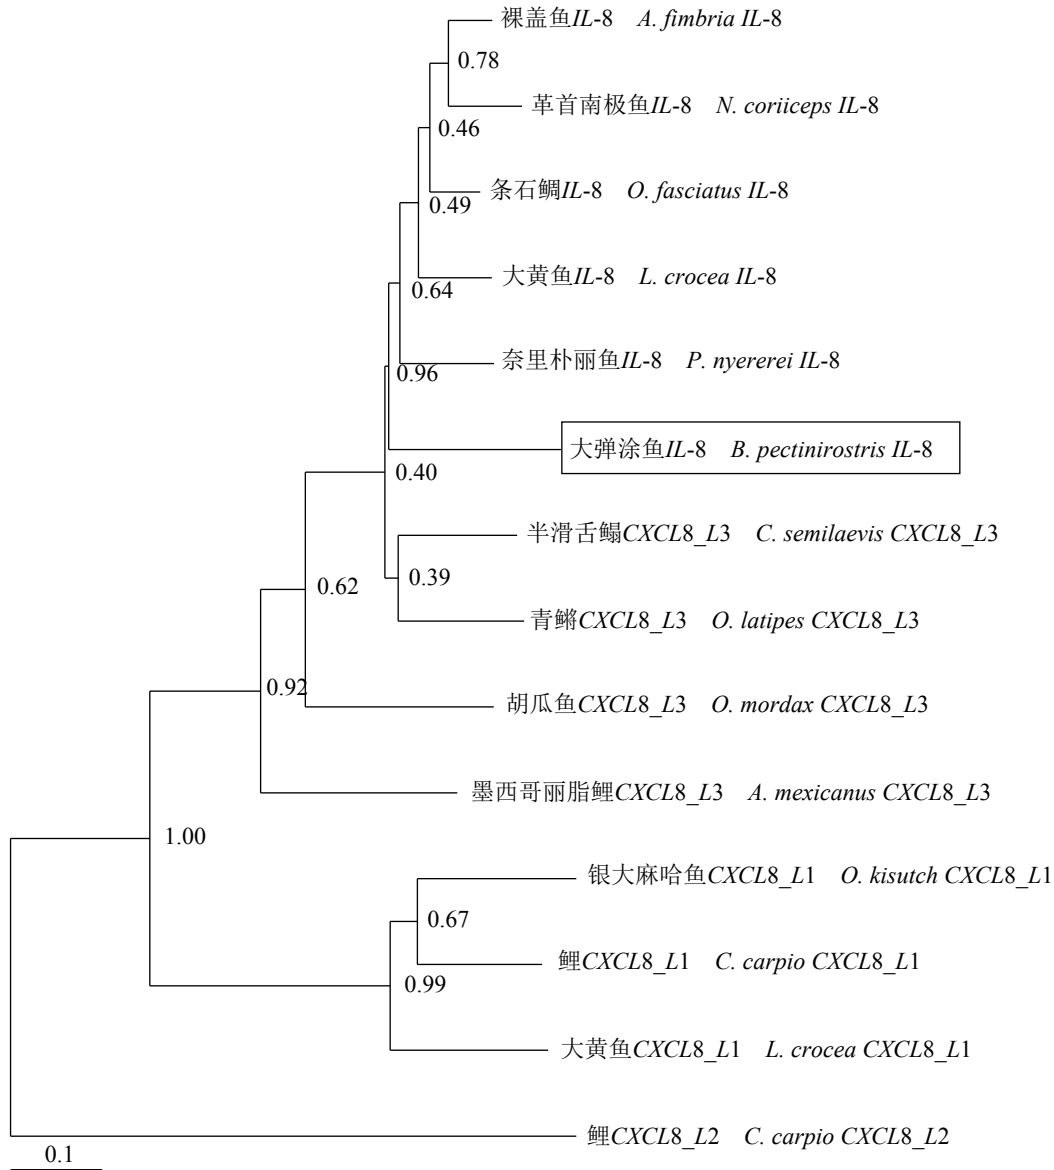 裸盖鱼IL-8 A. fimbria IL-8
0.78
革首南极鱼IL-8 N. coriiceps IL-8
0.46
条石鲷IL-8 O. fasciatus IL-8
0.49
大黄鱼IL-8 L. crocea IL-8
0.64
奈里朴丽鱼IL-8 P. nyererei IL-8
0.96
大弹涂鱼IL-8 B. pectinirostris IL-8
0.40
半滑舌鳎CXCL8_L3 C. semilaevis CXCL8_L3
0.39
0.62
青鳉CXCL8_L3 O. latipes CXCL8_L3
0.92
胡瓜鱼CXCL8_L3 O. mordax CXCL8_L3
墨西哥丽脂鲤CXCL8_L3 A. mexicanus CXCL8_L3
1.00
银大麻哈鱼CXCL8_L1 O. kisutch CXCL8_L1
0.67
鲤CXCL8_L1 C. carpio CXCL8_L1
0.99
大黄鱼CXCL8_L1 L. crocea CXCL8_L1
鲤CXCL8_L2 C. carpio CXCL8_L2
0.1